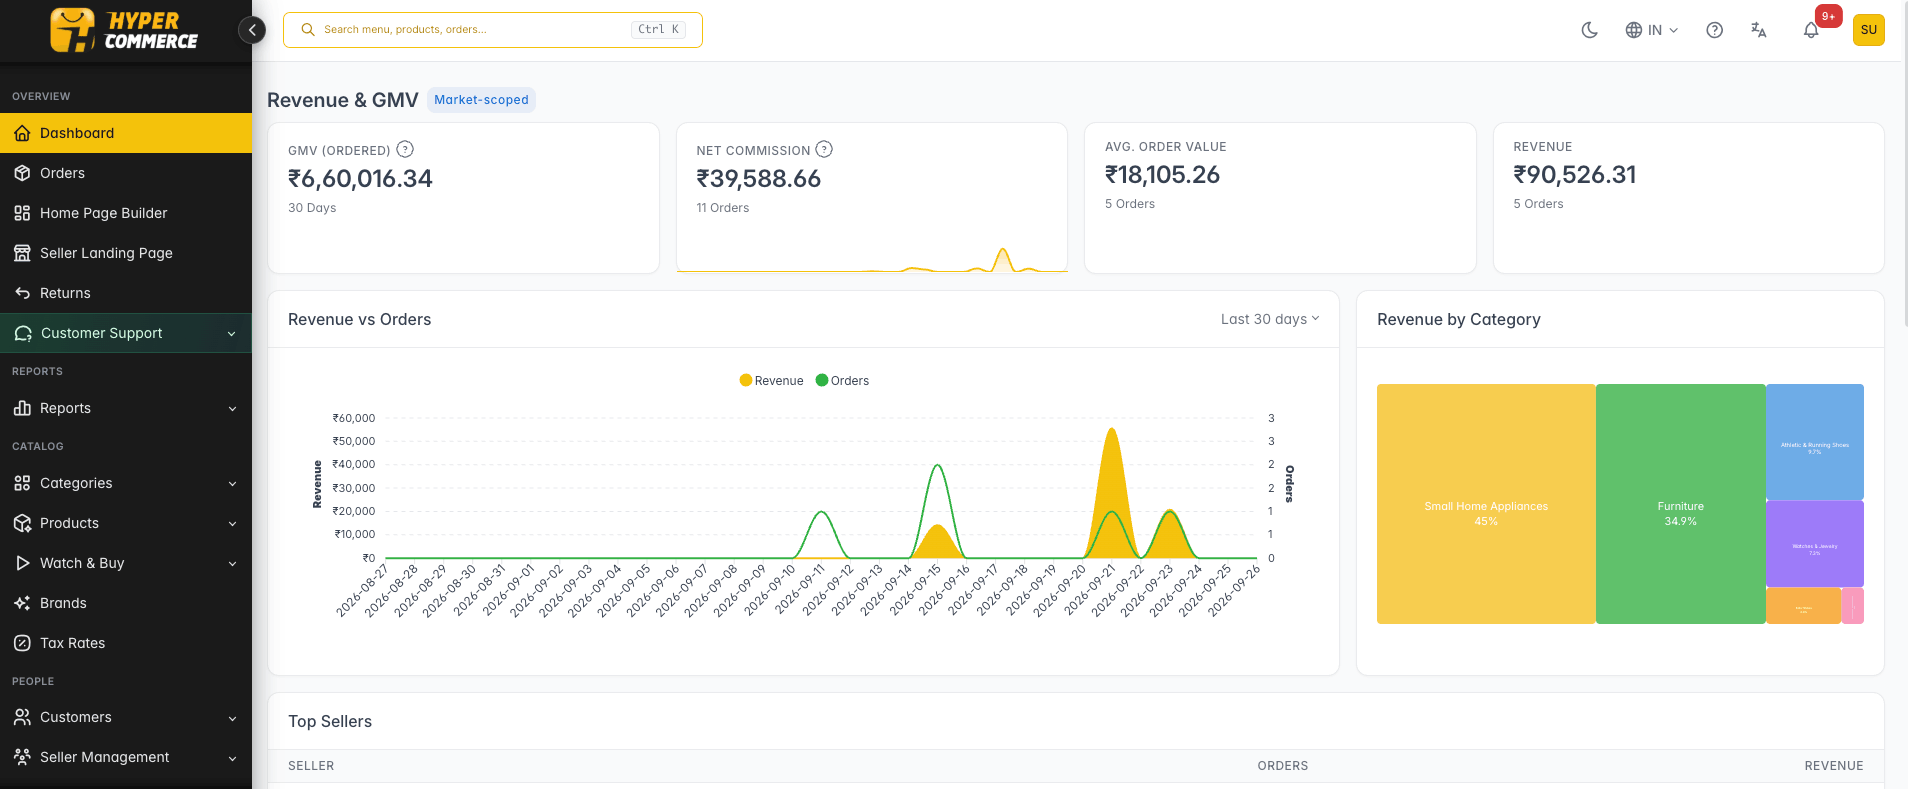 HYPER
COMMERCE
Search menu, products, orders...
Ctrl K
IN
9+
SU
OVERVIEW
Dashboard
Orders
Home Page Builder
Seller Landing Page
Returns
Customer Support
REPORTS
Reports
CATALOG
Categories
Products
Watch & Buy
Brands
Tax Rates
PEOPLE
Customers
Seller Management
Revenue & GMV
Market-scoped
GMV (ORDERED)
₹6,60,016.34
30 Days
NET COMMISSION
₹39,588.66
11 Orders
AVG. ORDER VALUE
₹18,105.26
5 Orders
REVENUE
₹90,526.31
5 Orders
Revenue vs Orders
Last 30 days
Revenue
Orders
₹60,000
₹50,000
₹40,000
₹30,000
₹20,000
₹10,000
₹0
Revenue
3
3
2
2
1
1
0
Orders
2026-08-27
2026-08-28
2026-08-29
2026-08-30
2026-08-31
2026-09-01
2026-09-02
2026-09-03
2026-09-04
2026-09-05
2026-09-06
2026-09-07
2026-09-08
2026-09-09
2026-09-10
2026-09-11
2026-09-12
2026-09-13
2026-09-14
2026-09-15
2026-09-16
2026-09-17
2026-09-18
2026-09-19
2026-09-20
2026-09-21
2026-09-22
2026-09-23
2026-09-24
2026-09-25
2026-09-26
Revenue by Category
Small Home Appliances
45%
Furniture
34.9%
Athletic & Running Shoes
9.7%
Watches & Jewelry
Top Sellers
SELLER
ORDERS
REVENUE